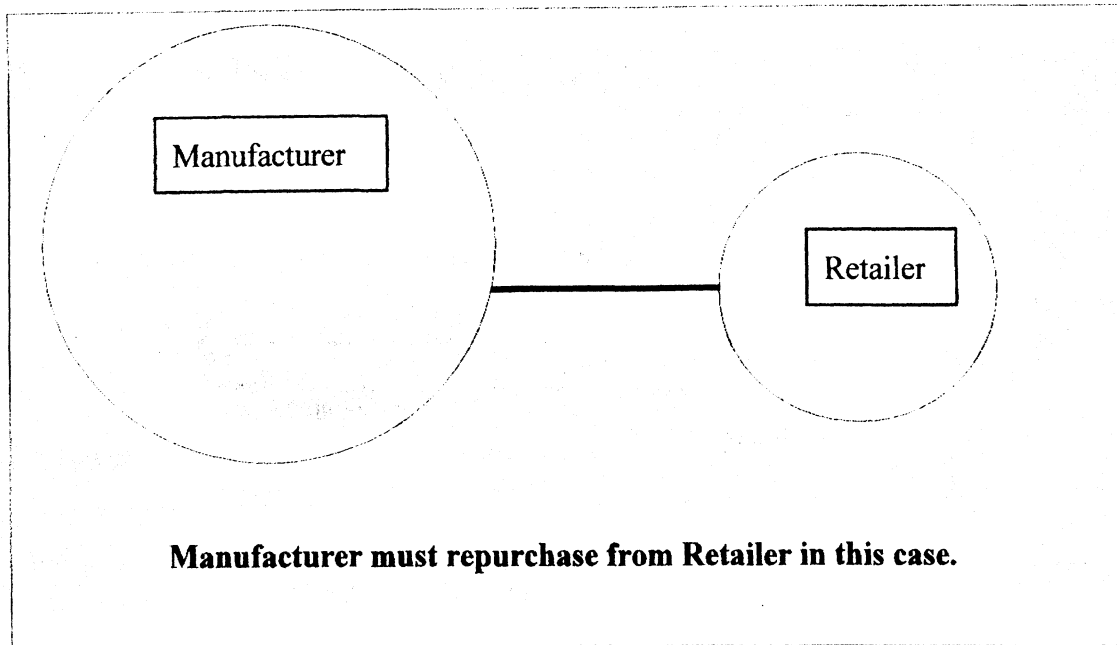 Manufacturer
Retailer
Manufacturer must repurchase from Retailer in this case.